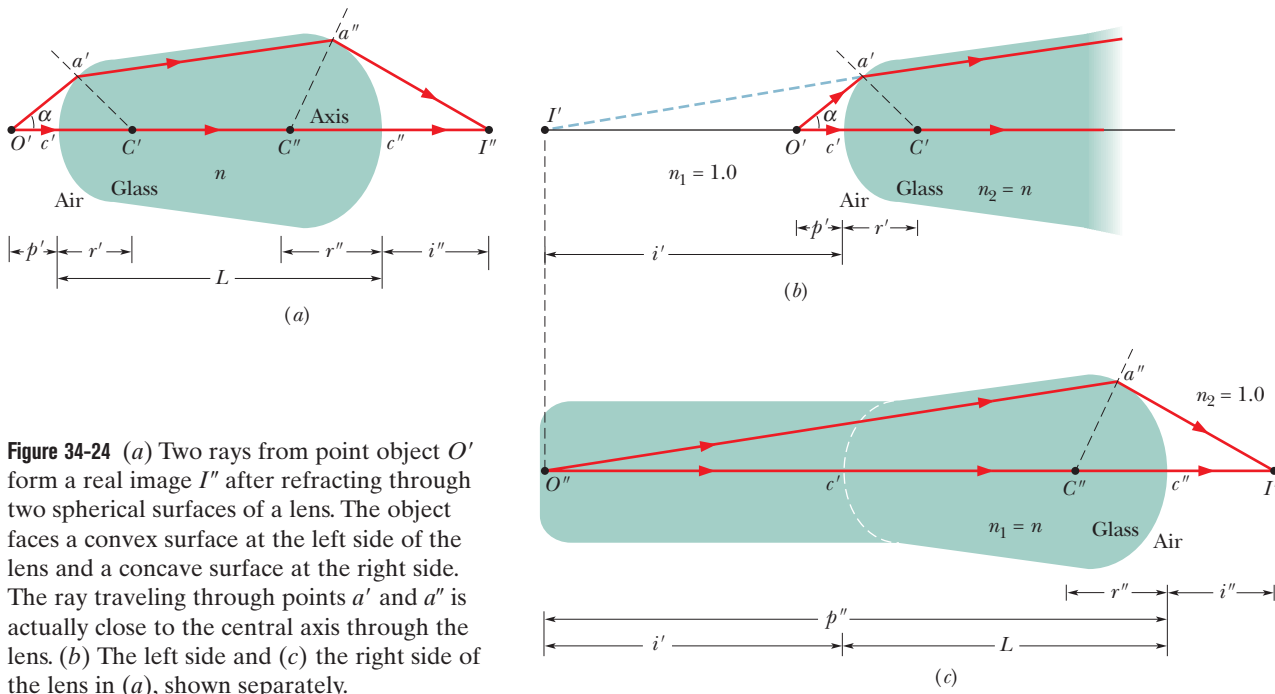 a′ a″
α Axis
O′ c′ C′ C″ c″ I″
n
Glass
Air
p′ r′ r″ i″
L
(a)
a′
I′ α
O′ c′ C′
n₁ = 1.0
Glass n₂ = n
Air
p′ r′
i′
(b)
a″
n₂ = 1.0
O″ c′ C″ c″ I
n₁ = n Glass
Air
r″ i″
p″
i′ L
(c)
Figure 34-24 (a) Two rays from point object O′
form a real image I″ after refracting through
two spherical surfaces of a lens. The object
faces a convex surface at the left side of the
lens and a concave surface at the right side.
The ray traveling through points a′ and a″ is
actually close to the central axis through the
lens. (b) The left side and (c) the right side of
the lens in (a), shown separately.